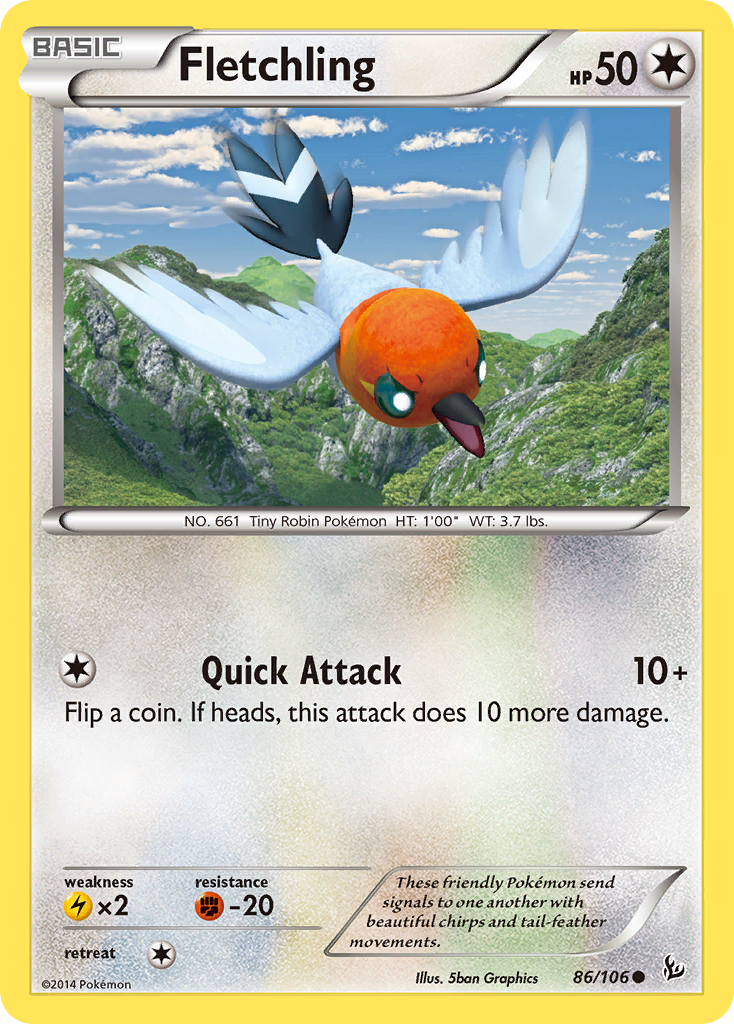 BASIC
Fletchling
HP 50
NO. 661 Tiny Robin Pokémon HT: 1'00" WT: 3.7 lbs.
Quick Attack 10+
Flip a coin. If heads, this attack does 10 more damage.
weakness resistance
×2 -20
retreat
These friendly Pokémon send
signals to one another with
beautiful chirps and tail-feather
movements.
©2014 Pokémon
Illus. 5ban Graphics 86/106